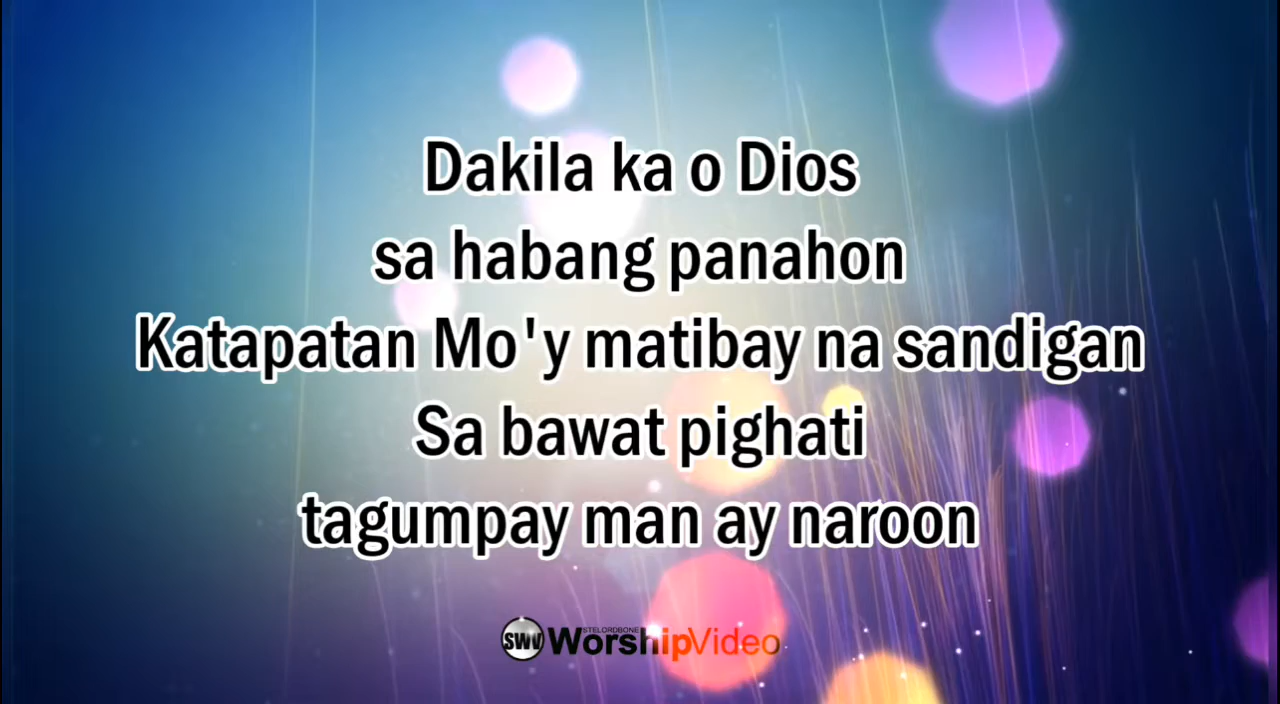 Dakila ka o Dios
sa habang panahon
Katapatan Mo'y matibay na sandigan
Sa bawat pighati
tagumpay man ay naroon
STELORDBONE
SWV WorshipVideo